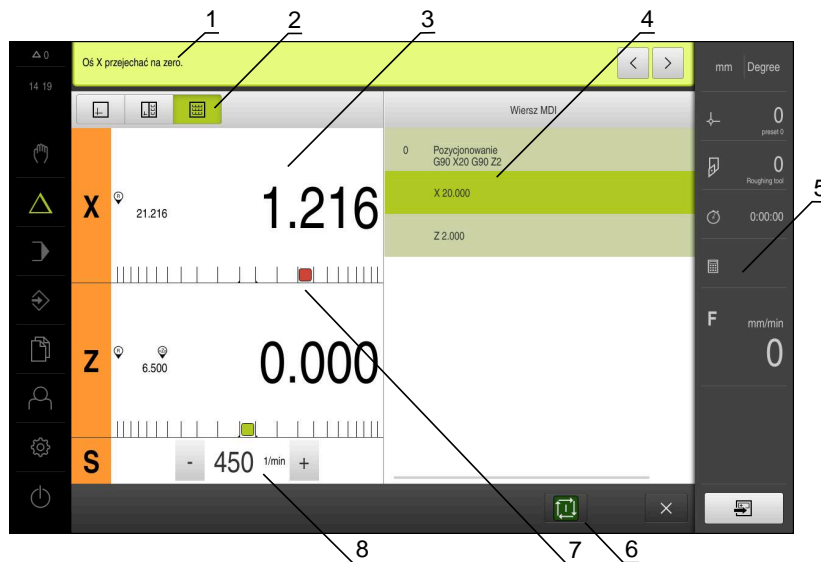 1
2
3
4
0
14 19
Oś X przejechać na zero.
< >
mm Degree
Wiersz MDI
0
preset 0
0
Roughing tool
0:00:00
5
F mm/min
0
X
R
21.216
1.216
0 Pozycjonowanie
G90 X20 G90 Z2
X 20.000
Z 2.000
Z
R
6.500
0.000
S
- 450 1/min +
8
7
6